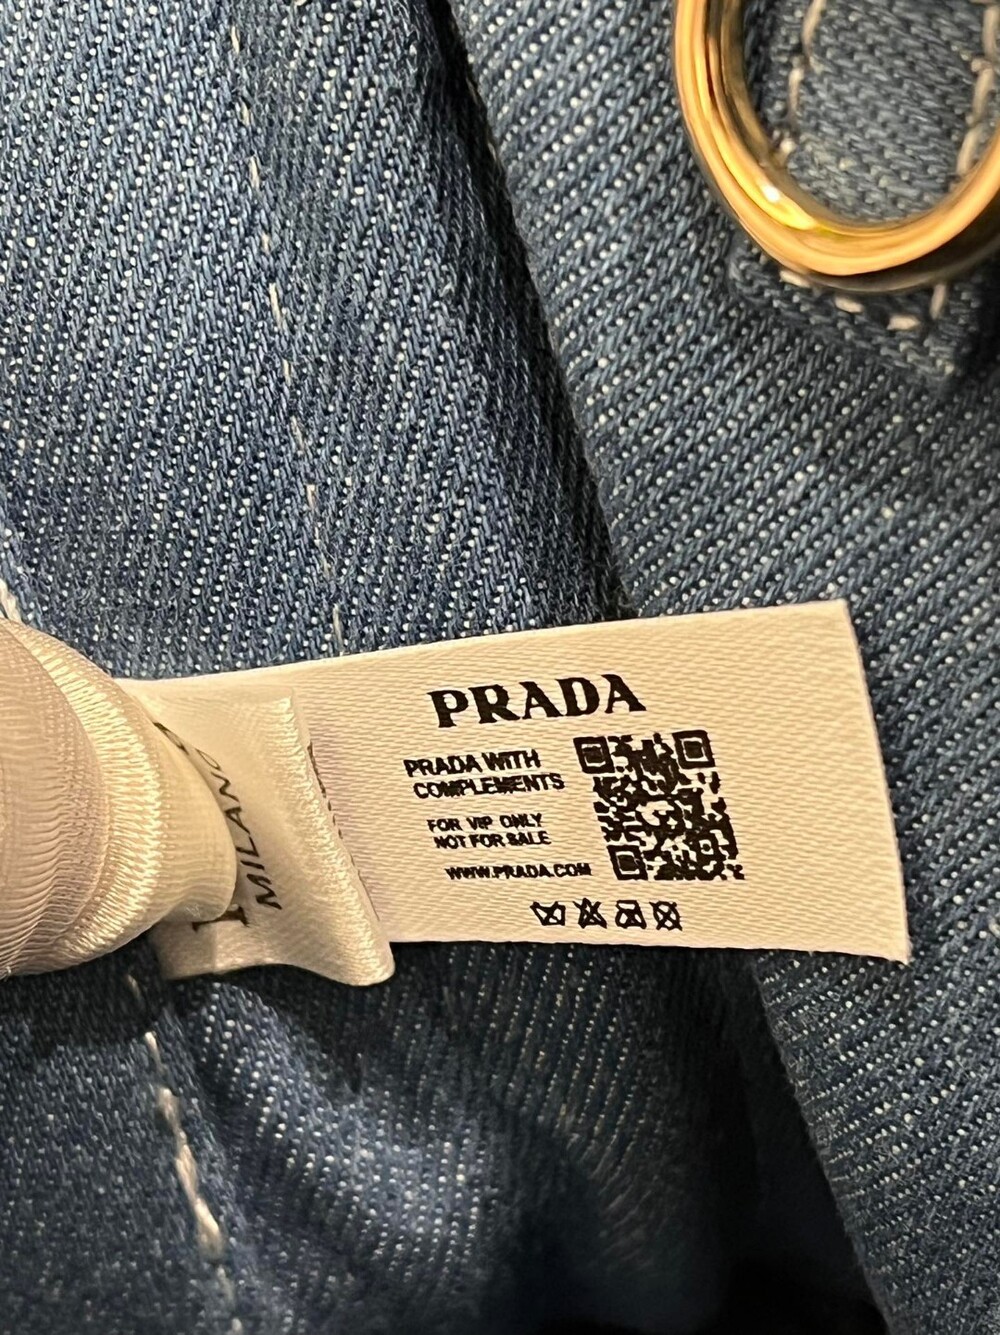 PRADA
PRADA WITH
COMPLEMENTS
FOR VIP ONLY
NOT FOR SALE
WWW.PRADA.COM
MILANO